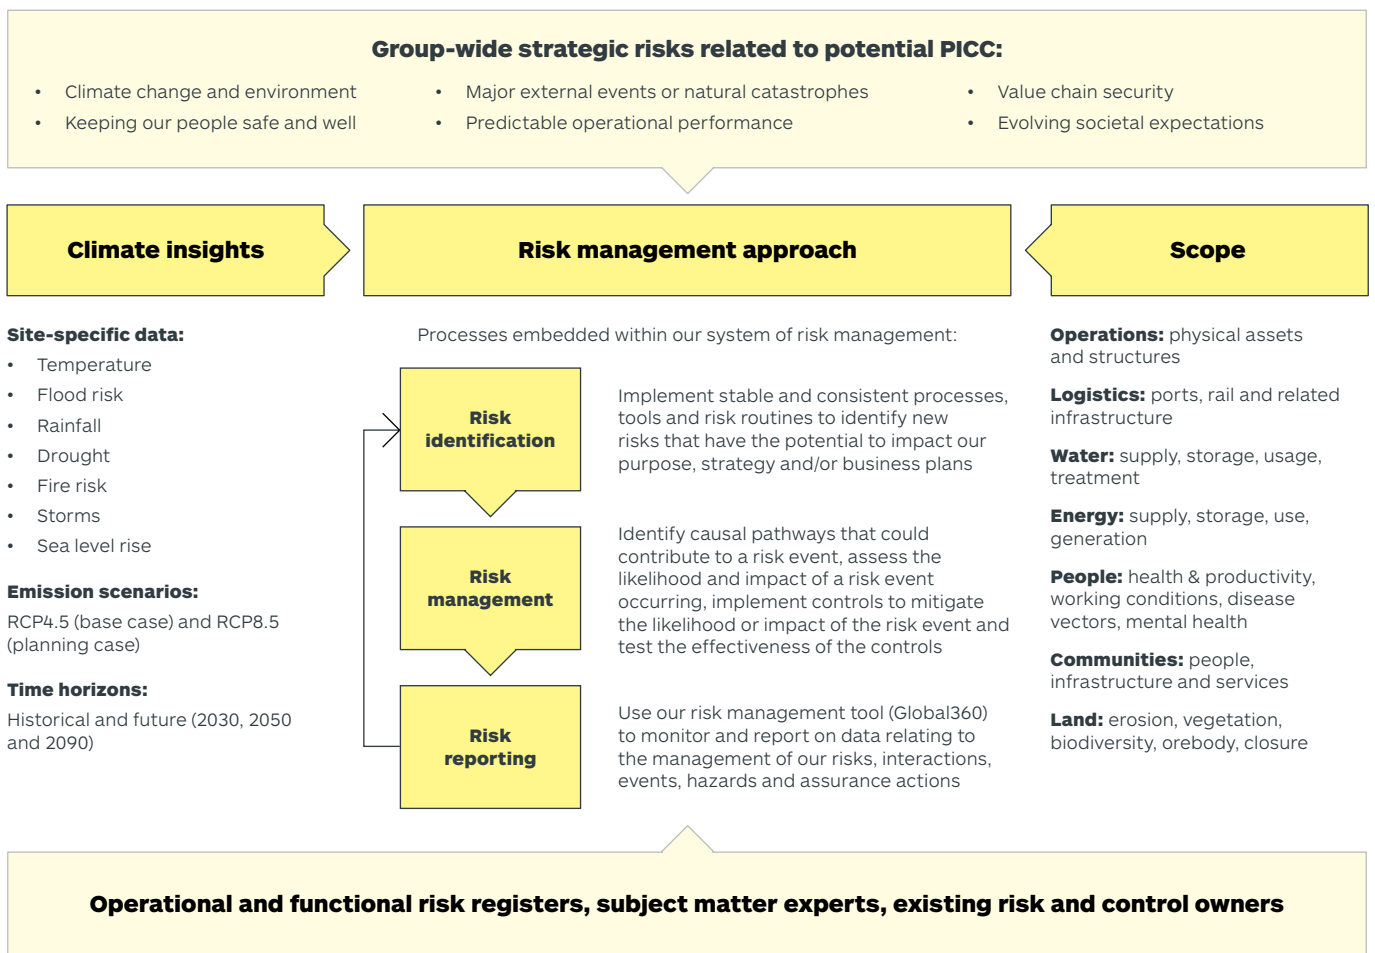 Group-wide strategic risks related to potential PICC:
• Climate change and environment
• Keeping our people safe and well
• Major external events or natural catastrophes
• Predictable operational performance
• Value chain security
• Evolving societal expectations
Climate insights
Site-specific data:
• Temperature
• Flood risk
• Rainfall
• Drought
• Fire risk
• Storms
• Sea level rise
Emission scenarios:
RCP4.5 (base case) and RCP8.5
(planning case)
Time horizons:
Historical and future (2030, 2050
and 2090)
Risk management approach
Processes embedded within our system of risk management:
Risk
identification
Implement stable and consistent processes,
tools and risk routines to identify new
risks that have the potential to impact our
purpose, strategy and/or business plans
Risk
management
Identify causal pathways that could
contribute to a risk event, assess the
likelihood and impact of a risk event
occurring, implement controls to mitigate
the likelihood or impact of the risk event and
test the effectiveness of the controls
Risk
reporting
Use our risk management tool (Global360)
to monitor and report on data relating to
the management of our risks, interactions,
events, hazards and assurance actions
Scope
Operations: physical assets
and structures
Logistics: ports, rail and related
infrastructure
Water: supply, storage, usage,
treatment
Energy: supply, storage, use,
generation
People: health & productivity,
working conditions, disease
vectors, mental health
Communities: people,
infrastructure and services
Land: erosion, vegetation,
biodiversity, orebody, closure
Operational and functional risk registers, subject matter experts, existing risk and control owners